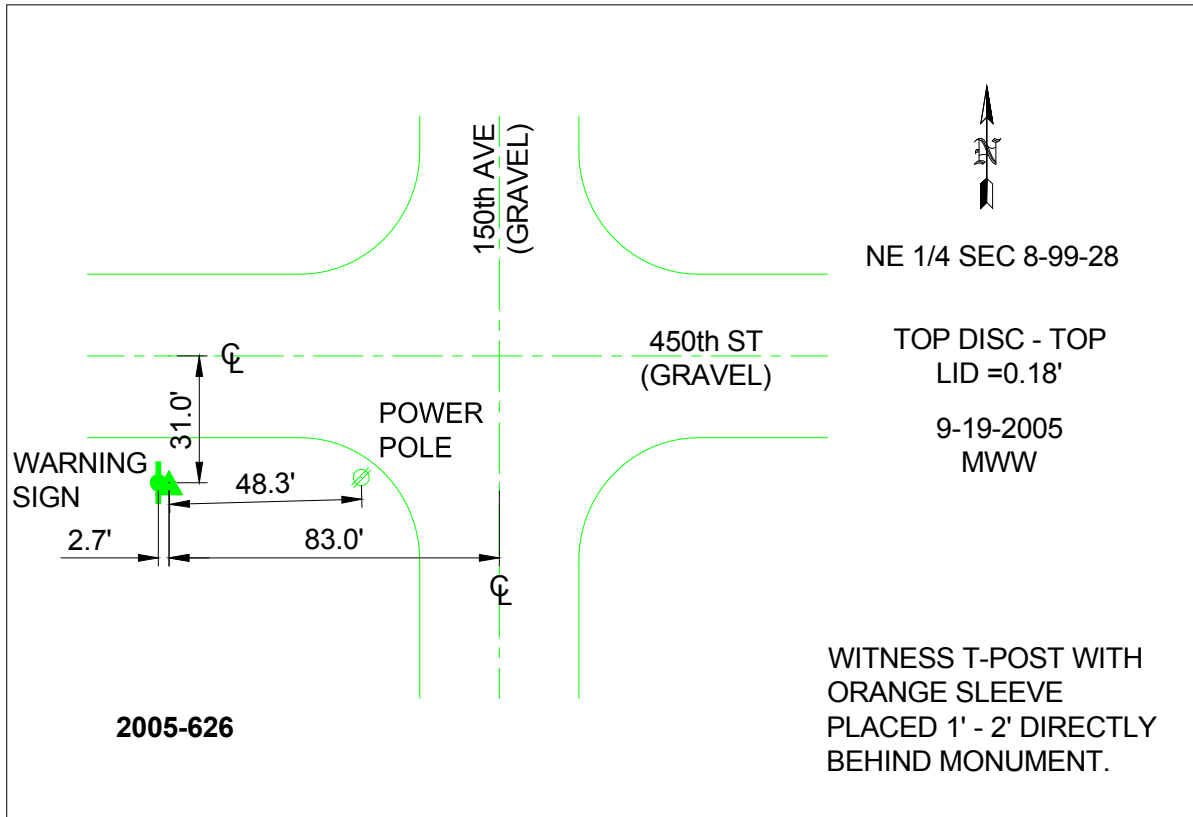 150th AVE
(GRAVEL)
N
NE 1/4 SEC 8-99-28
450th ST
(GRAVEL)
TOP DISC - TOP
LID =0.18'
9-19-2005
MWW
CL
31.0'
POWER
POLE
WARNING
SIGN
48.3'
2.7'
83.0'
CL
WITNESS T-POST WITH
ORANGE SLEEVE
PLACED 1' - 2' DIRECTLY
BEHIND MONUMENT.
2005-626